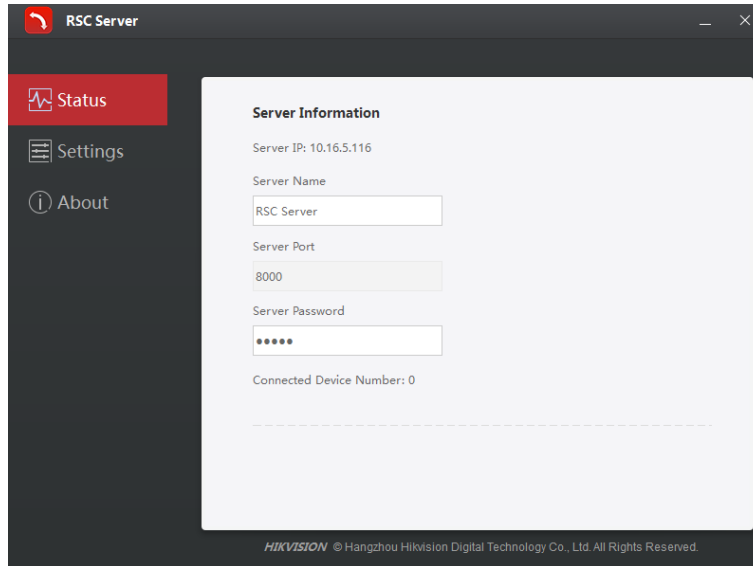 RSC Server
Status
Settings
About
Server Information
Server IP: 10.16.5.116
Server Name
RSC Server
Server Port
8000
Server Password
•••••
Connected Device Number: 0
HIKVISION © Hangzhou Hikvision Digital Technology Co., Ltd. All Rights Reserved.